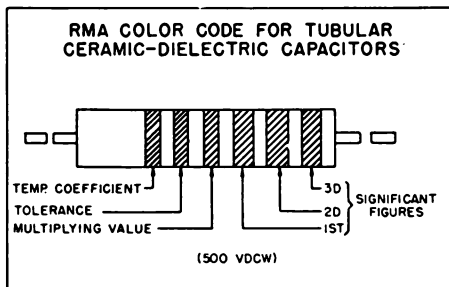 RMA COLOR CODE FOR TUBULAR
CERAMIC-DIELECTRIC CAPACITORS
TEMP. COEFFICIENT
TOLERANCE
MULTIPLYING VALUE
3D
2D
1ST
SIGNIFICANT
FIGURES
(500 VDCW)